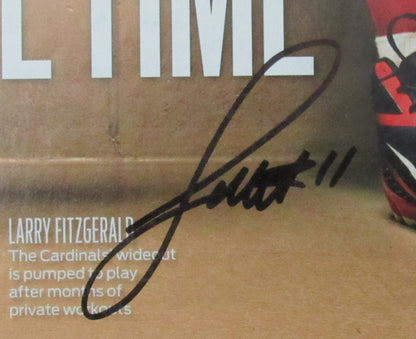 E TIME
#11
LARRY FITZGERALD
The Cardinals' wideout
is pumped to play
after months of
private workouts